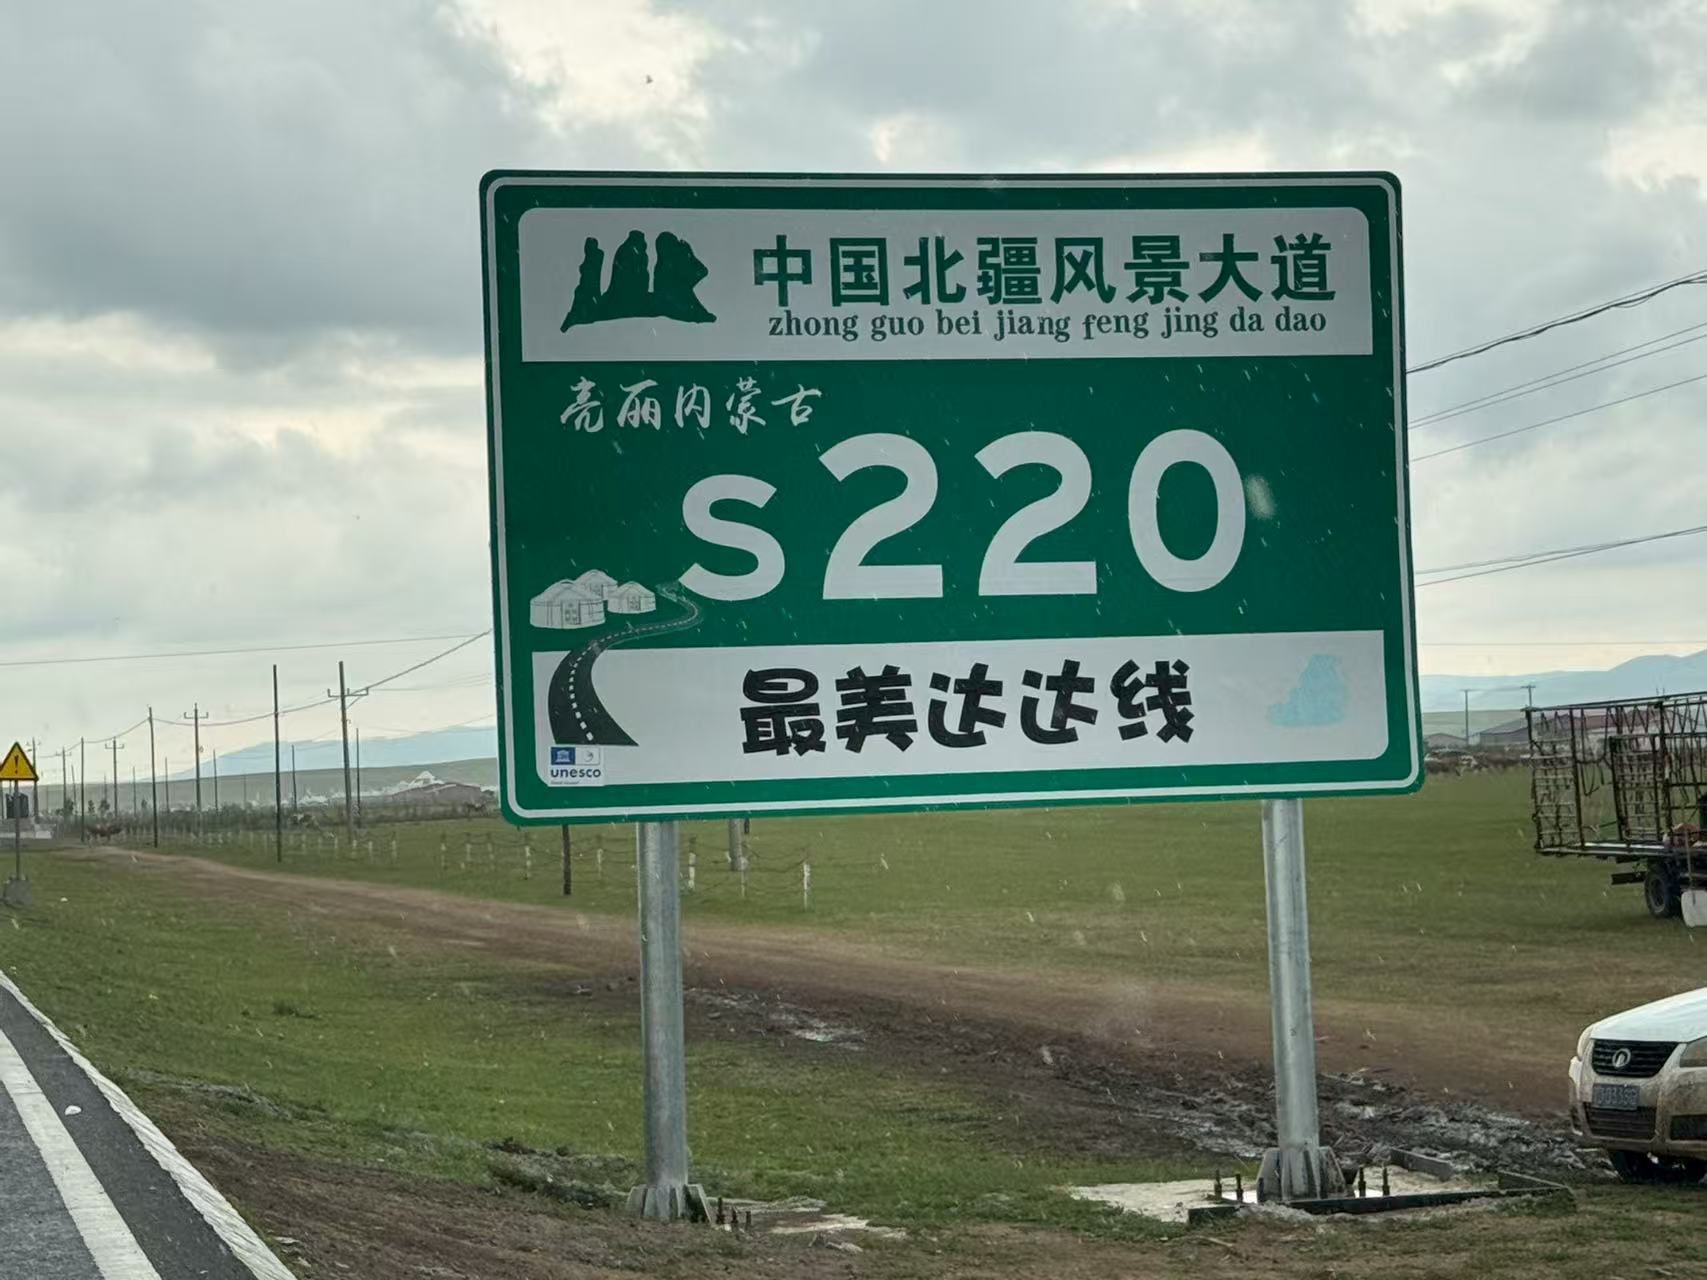 中国北疆风景大道
zhong guo bei jiang feng jing da dao
亮丽内蒙古
S220
最美达达线
unesco